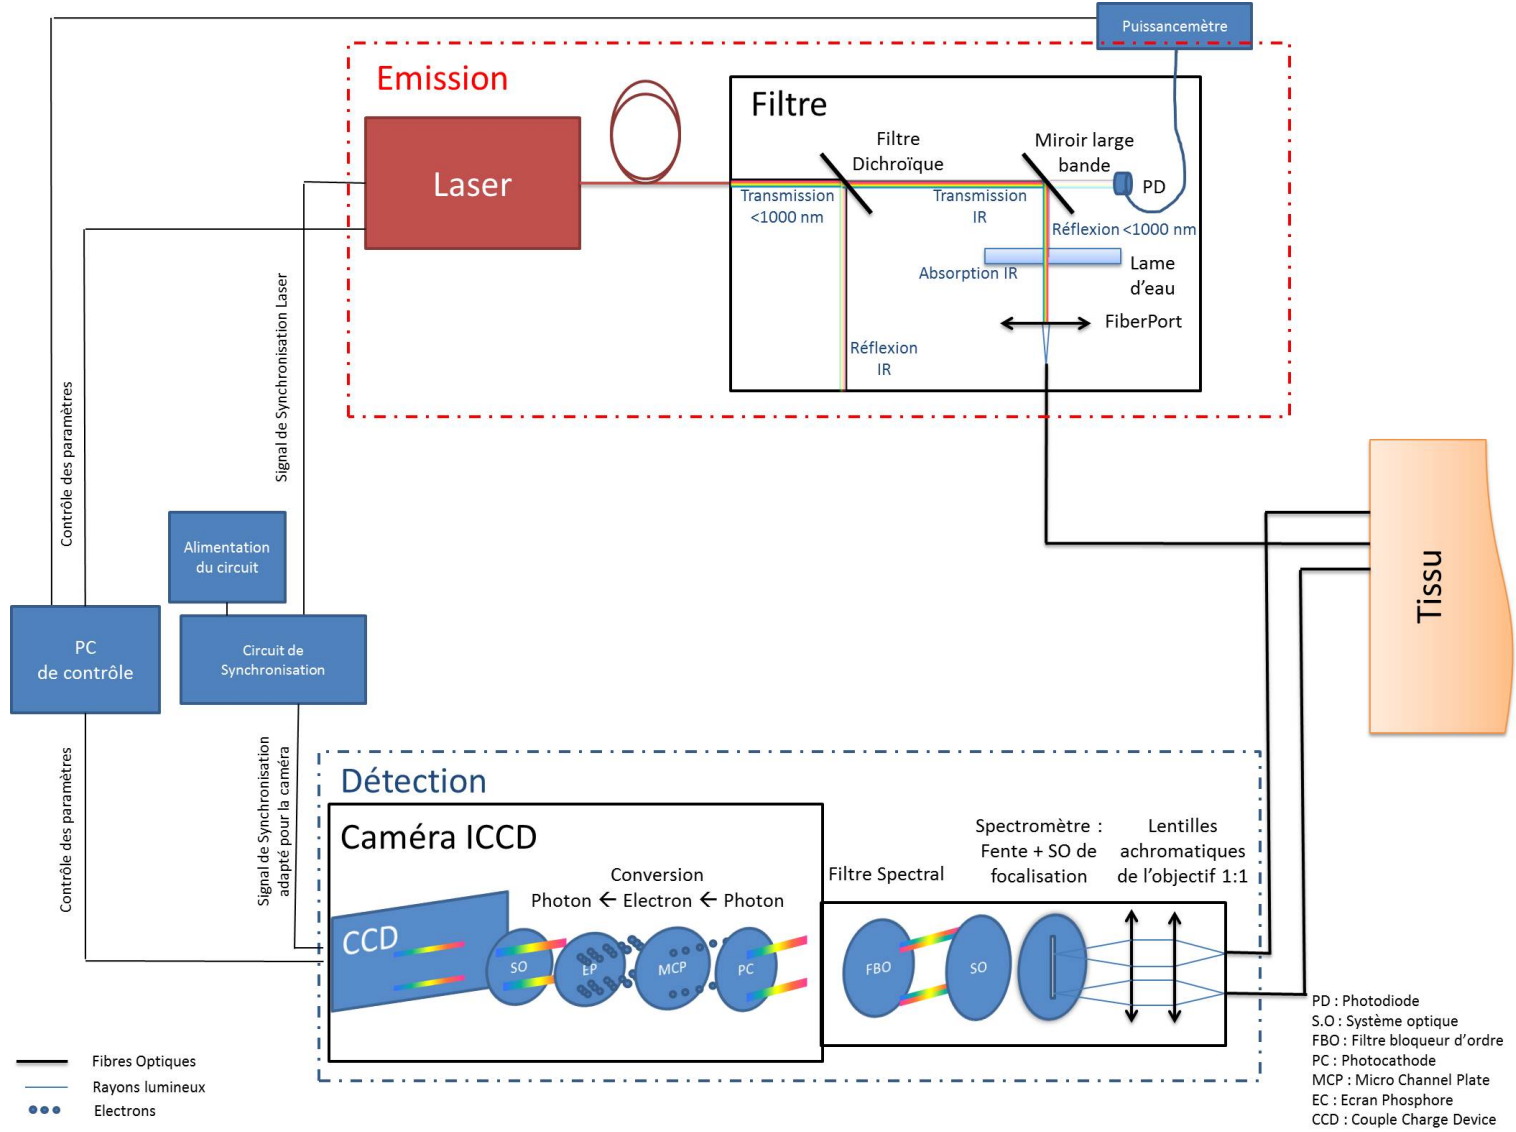 Puissancemètre
Emission
Laser
Filtre
Filtre
Dichroïque
Miroir large
bande
PD
Transmission
<1000 nm
Transmission
IR
Réflexion <1000 nm
Absorption IR
Lame
d'eau
FiberPort
Réflexion
IR
Contrôle des paramètres
Signal de Synchronisation Laser
Alimentation
du circuit
PC
de contrôle
Circuit de
Synchronisation
Tissu
Contrôle des paramètres
Signal de Synchronisation
adapté pour la caméra
Détection
Caméra ICCD
Conversion
Photon ← Electron ← Photon
Filtre Spectral
Spectromètre :
Fente + SO de
focalisation
Lentilles
achromatiques
de l'objectif 1:1
CCD
SO
EP
MCP
PC
FBO
SO
Fibres Optiques
Rayons lumineux
Electrons
PD : Photodiode
S.O : Système optique
FBO : Filtre bloqueur d'ordre
PC : Photocathode
MCP : Micro Channel Plate
EC : Ecran Phosphore
CCD : Couple Charge Device